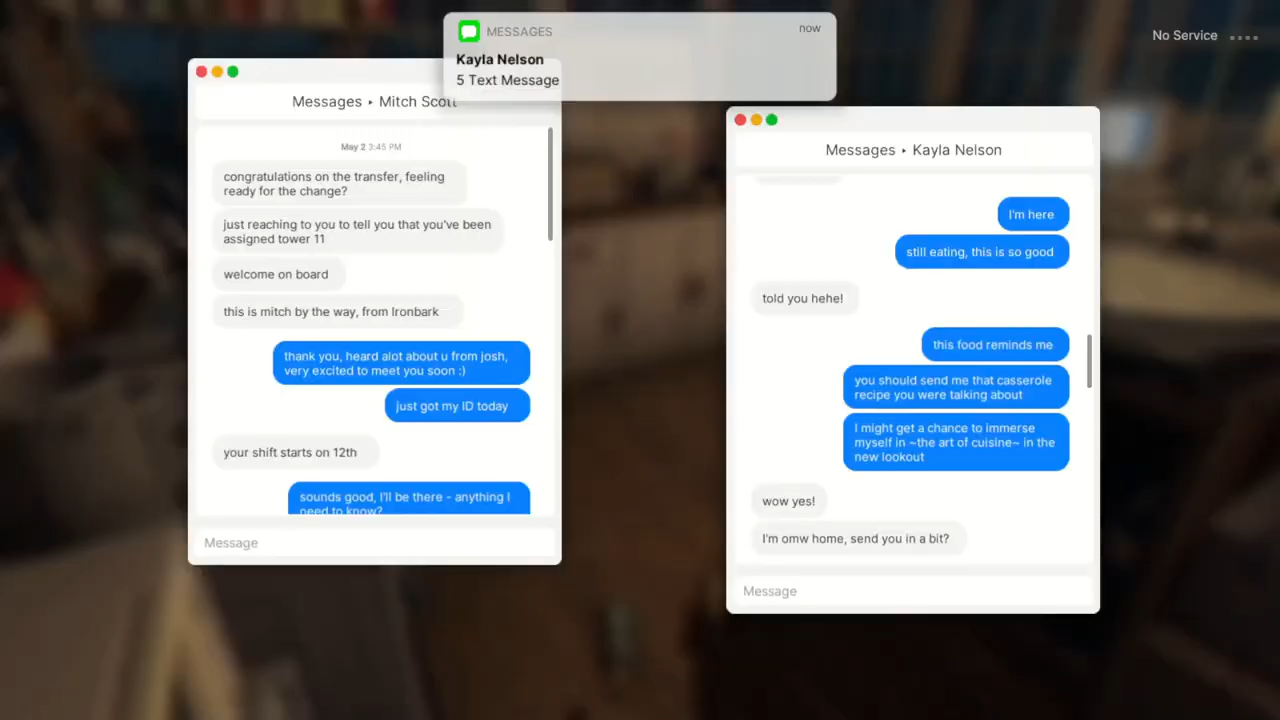 MESSAGES
now
Kayla Nelson
5 Text Message
No Service
Messages ▸ Mitch Scott
May 2 3:45 PM
congratulations on the transfer, feeling
ready for the change?
just reaching to you to tell you that you've been
assigned tower 11
welcome on board
this is mitch by the way, from Ironbark
thank you, heard alot about u from josh,
very excited to meet you soon :)
just got my ID today
your shift starts on 12th
sounds good, I'll be there - anything I
need to know?
Message
Messages ▸ Kayla Nelson
I'm here
still eating, this is so good
told you hehe!
this food reminds me
you should send me that casserole
recipe you were talking about
I might get a chance to immerse
myself in ~the art of cuisine~ in the
new lookout
wow yes!
I'm omw home, send you in a bit?
Message